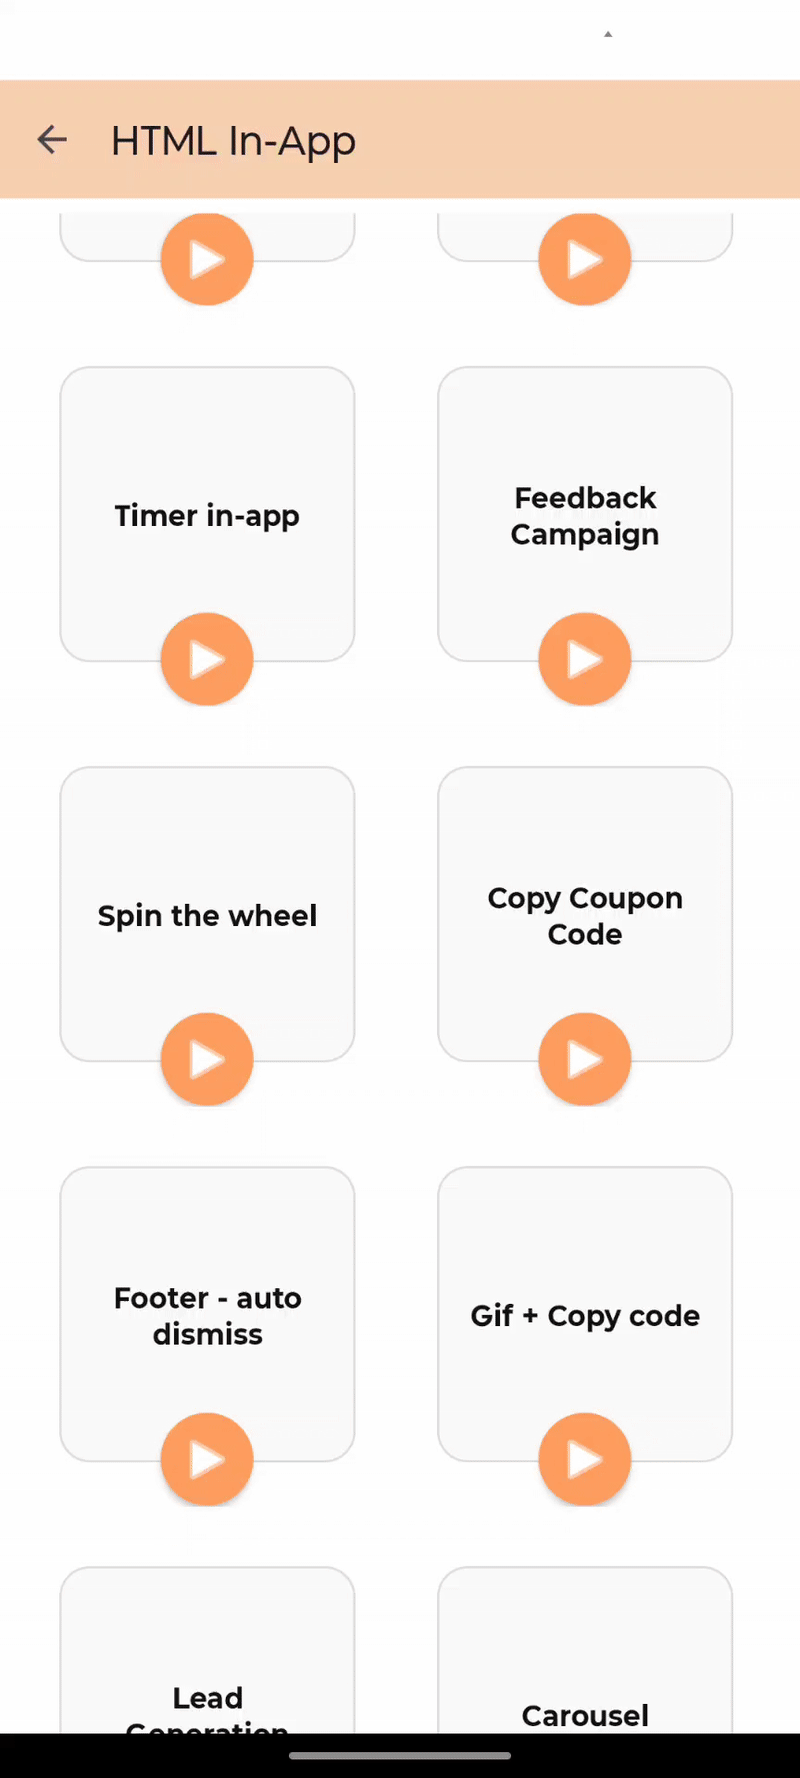 HTML In-App
Timer in-app
Feedback
Campaign
Spin the wheel
Copy Coupon
Code
Footer - auto
dismiss
Gif + Copy code
Lead
Generation
Carousel